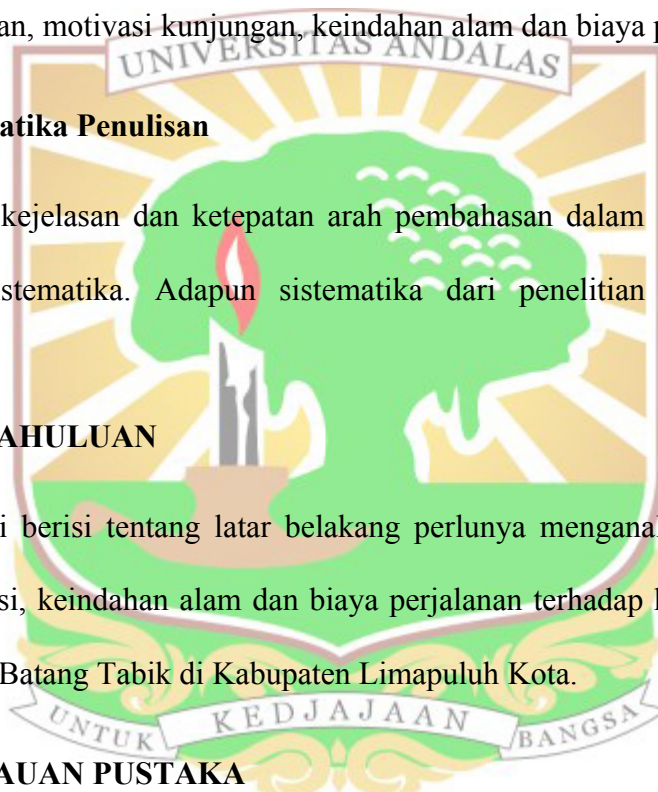 an, motivasi kunjungan, keindahan alam dan biaya p
UNIVERSITAS ANDALAS
atika Penulisan
kejelasan dan ketepatan arah pembahasan dalam
istematika. Adapun sistematika dari penelitian
AHULUAN
i berisi tentang latar belakang perlunya menganal
si, keindahan alam dan biaya perjalanan terhadap
Batang Tabik di Kabupaten Limapuluh Kota.
UNTUK KEDJAJAAN BANGSA
AUAN PUSTAKA